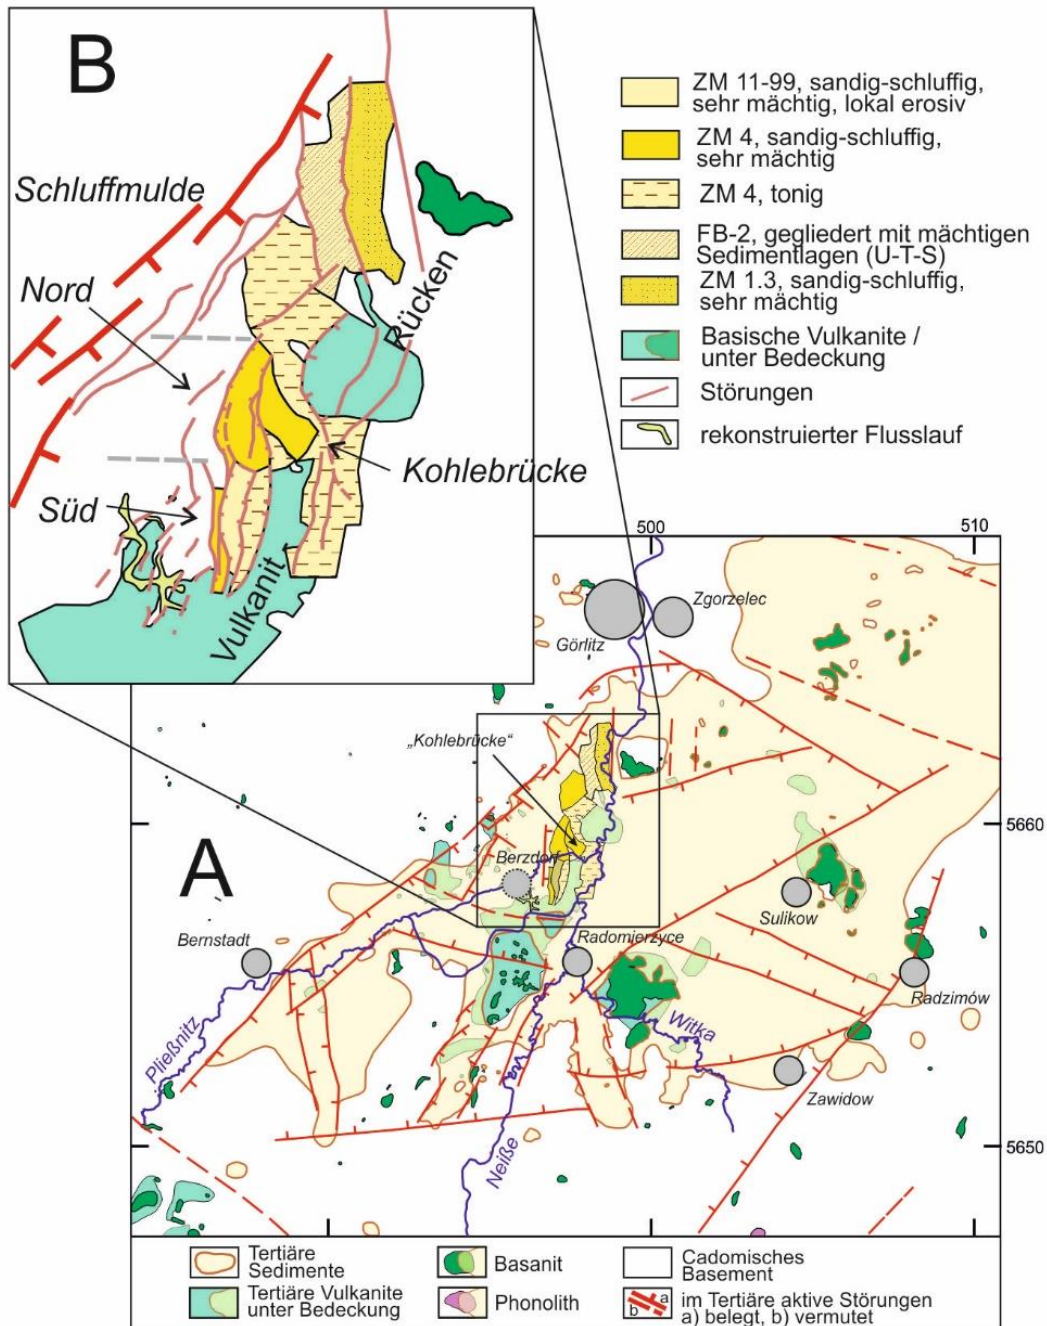 B
Schluffmulde
Nord
Rücken
Kohlebrücke
Süd
Vulkanit
ZM 11-99, sandig-schluffig,
sehr mächtig, lokal erosiv
ZM 4, sandig-schluffig,
sehr mächtig
ZM 4, tonig
FB-2, gegliedert mit mächtigen
Sedimentlagen (U-T-S)
ZM 1.3, sandig-schluffig,
sehr mächtig
Basische Vulkanite /
unter Bedeckung
Störungen
rekonstruierter Flusslauf
500
510
Zgorzelec
Görlitz
„Kohlebrücke“
5660
A
Berzdorf
Sulikow
Bernstadt
Radomierzyce
Radzimów
Pließnitz
Witka
Zawidow
5650
Neiße
Tertiäre
Sedimente
Basanit
Cadomisches
Basement
Tertiäre Vulkanite
unter Bedeckung
Phonolith
a
b
im Tertiäre aktive Störungen
a) belegt, b) vermutet